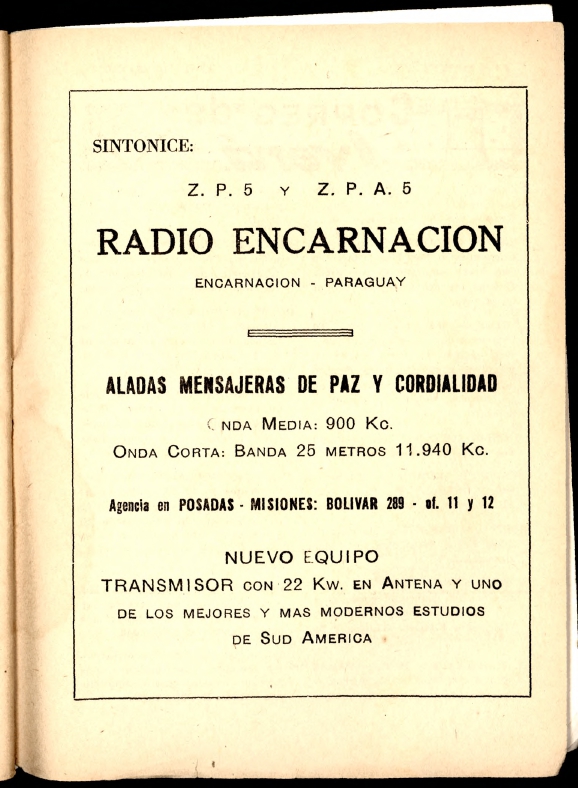 SINTONICE:
Z. P. 5 Y Z. P. A. 5
RADIO ENCARNACION
ENCARNACION - PARAGUAY
ALADAS MENSAJERAS DE PAZ Y CORDIALIDAD
ONDA MEDIA: 900 KC.
ONDA CORTA: BANDA 25 METROS 11.940 KC.
Agencia en POSADAS - MISIONES: BOLIVAR 289 - of. 11 y 12
NUEVO EQUIPO
TRANSMISOR CON 22 KW. EN ANTENA Y UNO
DE LOS MEJORES Y MAS MODERNOS ESTUDIOS
DE SUD AMERICA